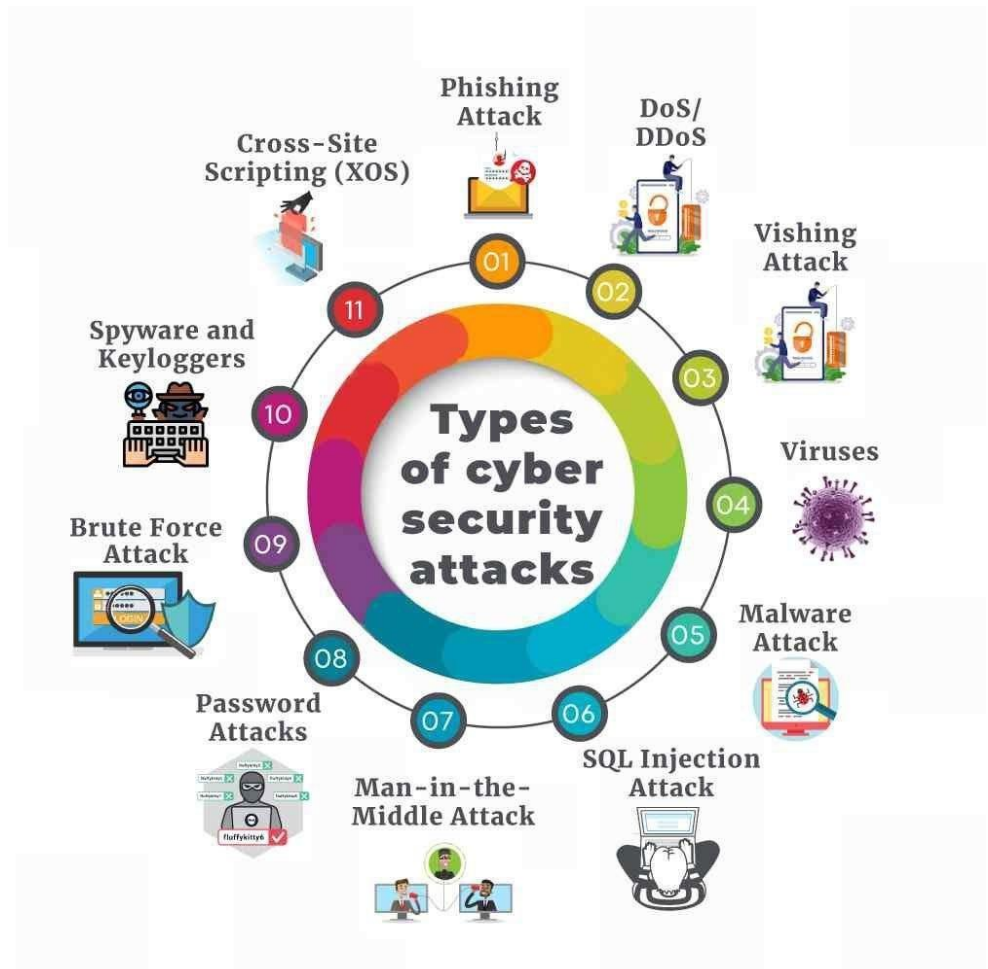 Phishing
Attack
01
DoS/
DDoS
02
Vishing
Attack
03
Viruses
04
Malware
Attack
05
SQL Injection
Attack
06
Man-in-the-
Middle Attack
07
Password
Attacks
fluffykitty6
08
Brute Force
Attack
LOGIN
09
Spyware and
Keyloggers
10
Cross-Site
Scripting (XOS)
11
Types
of cyber
security
attacks